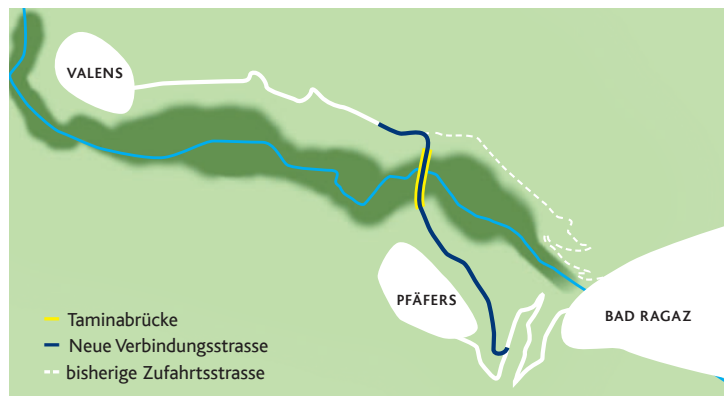 VALENS
PFÄFERS
BAD RAGAZ
Taminabrücke
Neue Verbindungsstrasse
bisherige Zufahrtsstrasse